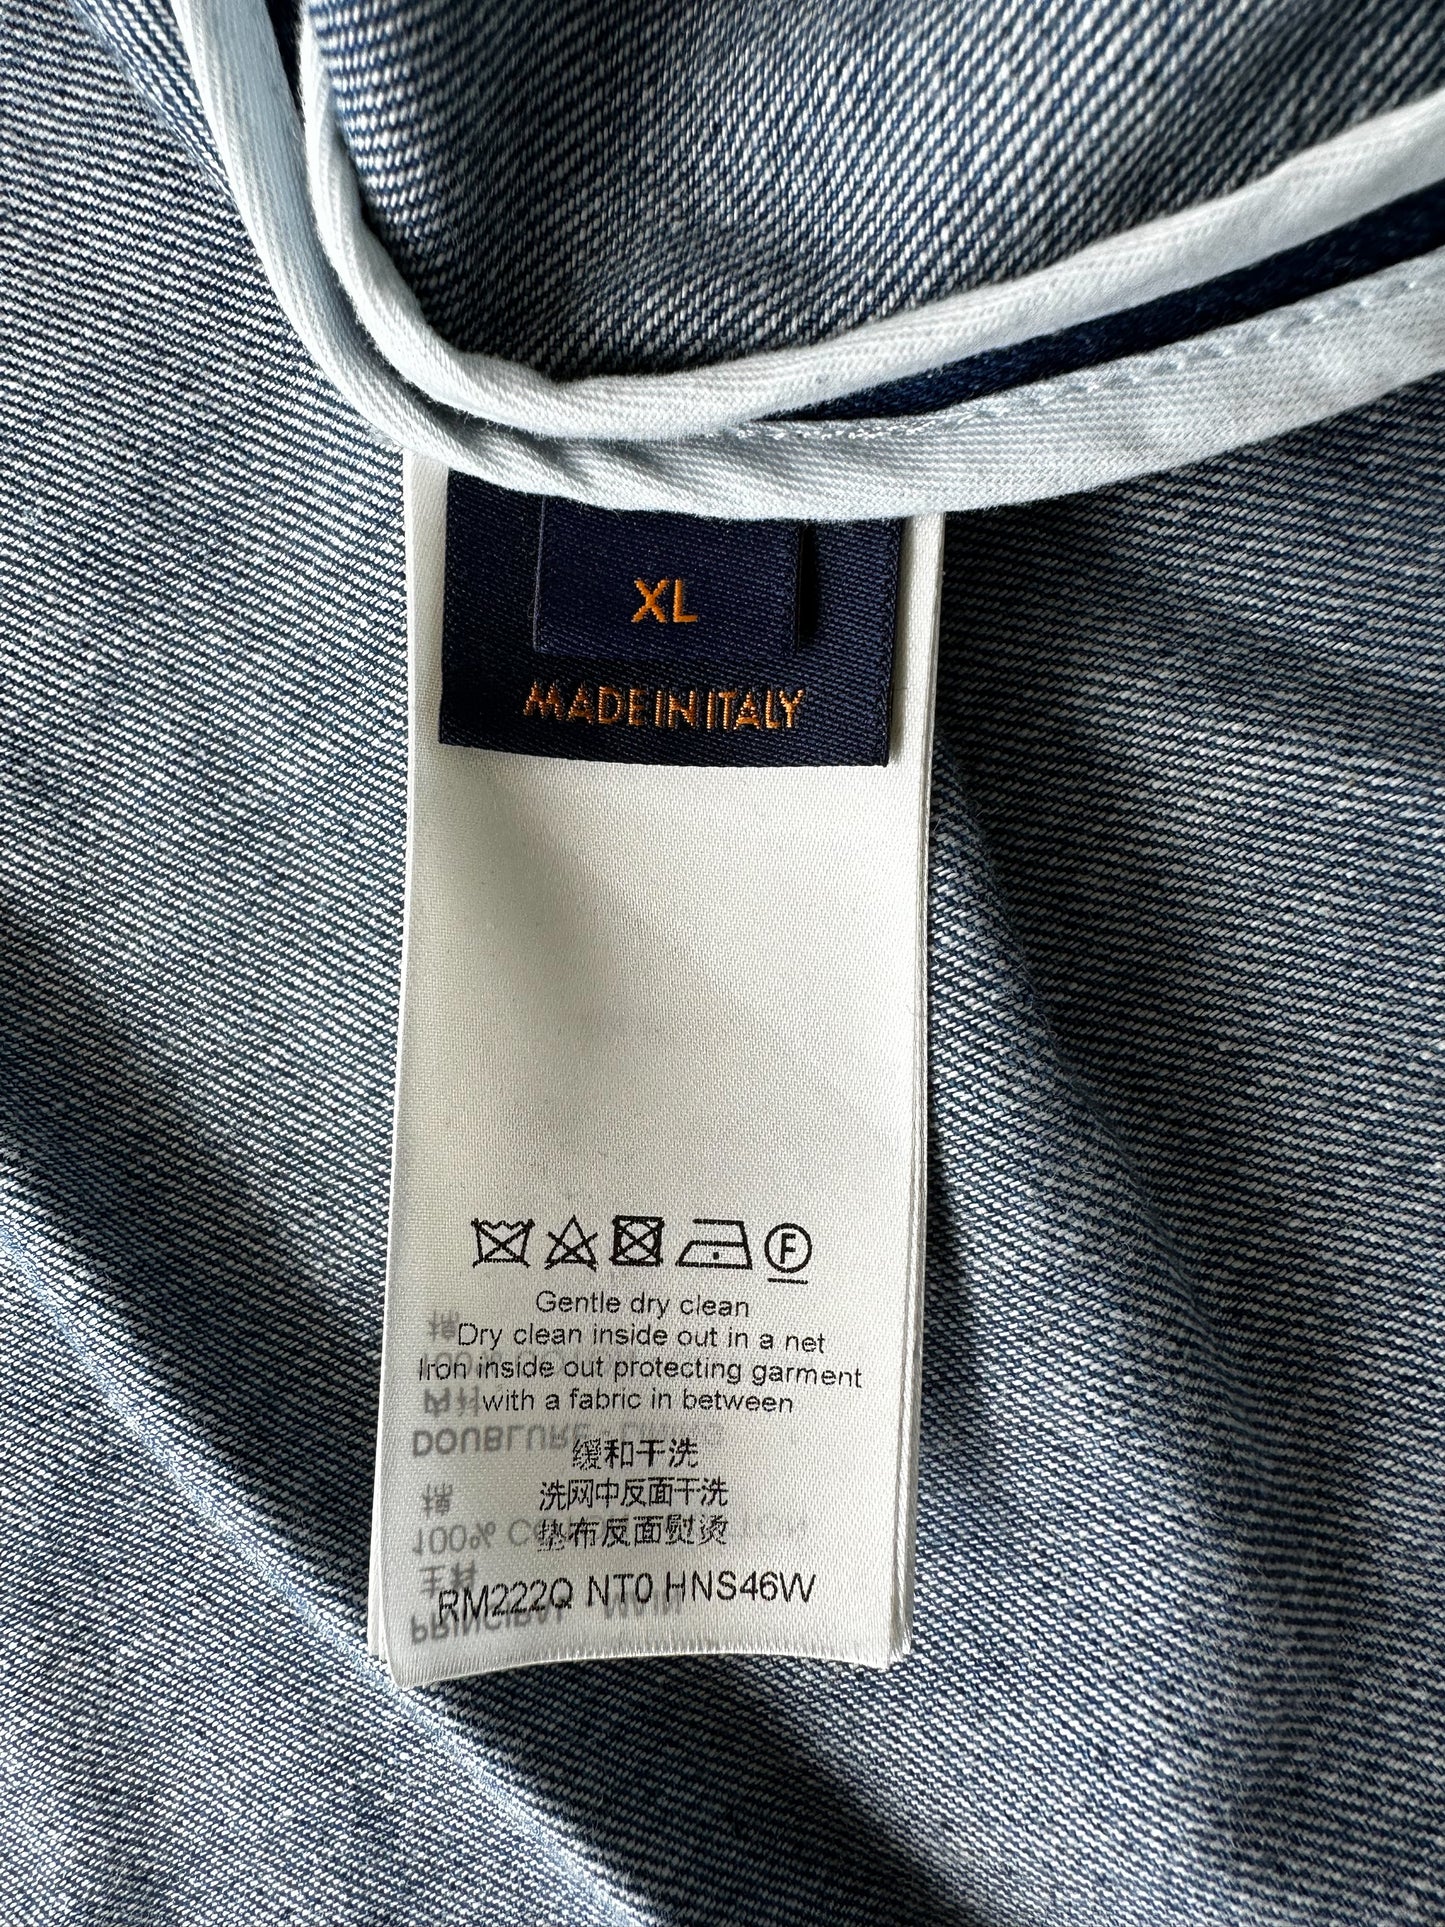 XL
MADE IN ITALY
F
Gentle dry clean
Dry clean inside out in a net
Iron inside out protecting garment
with a fabric in between
缓和干洗
洗网中反面干洗
垫布反面熨烫
RM222Q NT0 HNS46W